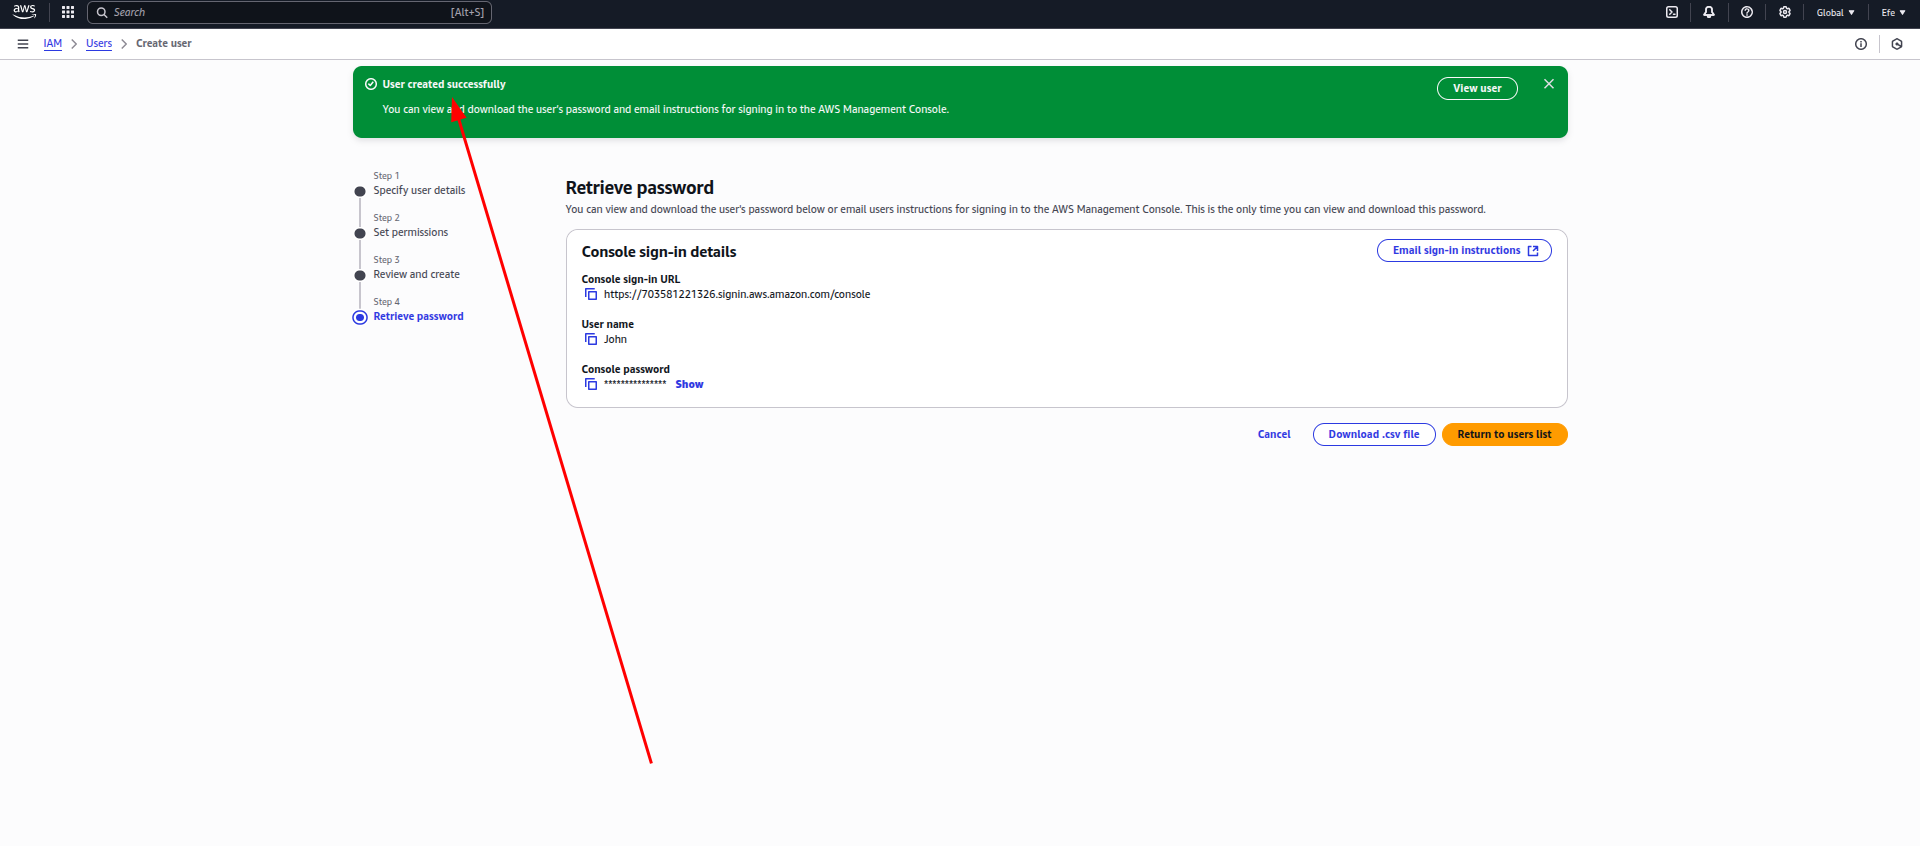 aws
Search [Alt+S]
Global Efe
IAM Users Create user
User created successfully
View user
You can view and download the user's password and email instructions for signing in to the AWS Management Console.
Step 1
Specify user details
Step 2
Set permissions
Step 3
Review and create
Step 4
Retrieve password
Retrieve password
You can view and download the user's password below or email users instructions for signing in to the AWS Management Console. This is the only time you can view and download this password.
Console sign-in details
Email sign-in instructions
Console sign-in URL
https://703581221326.signin.aws.amazon.com/console
User name
John
Console password
*************** Show
Cancel
Download .csv file
Return to users list